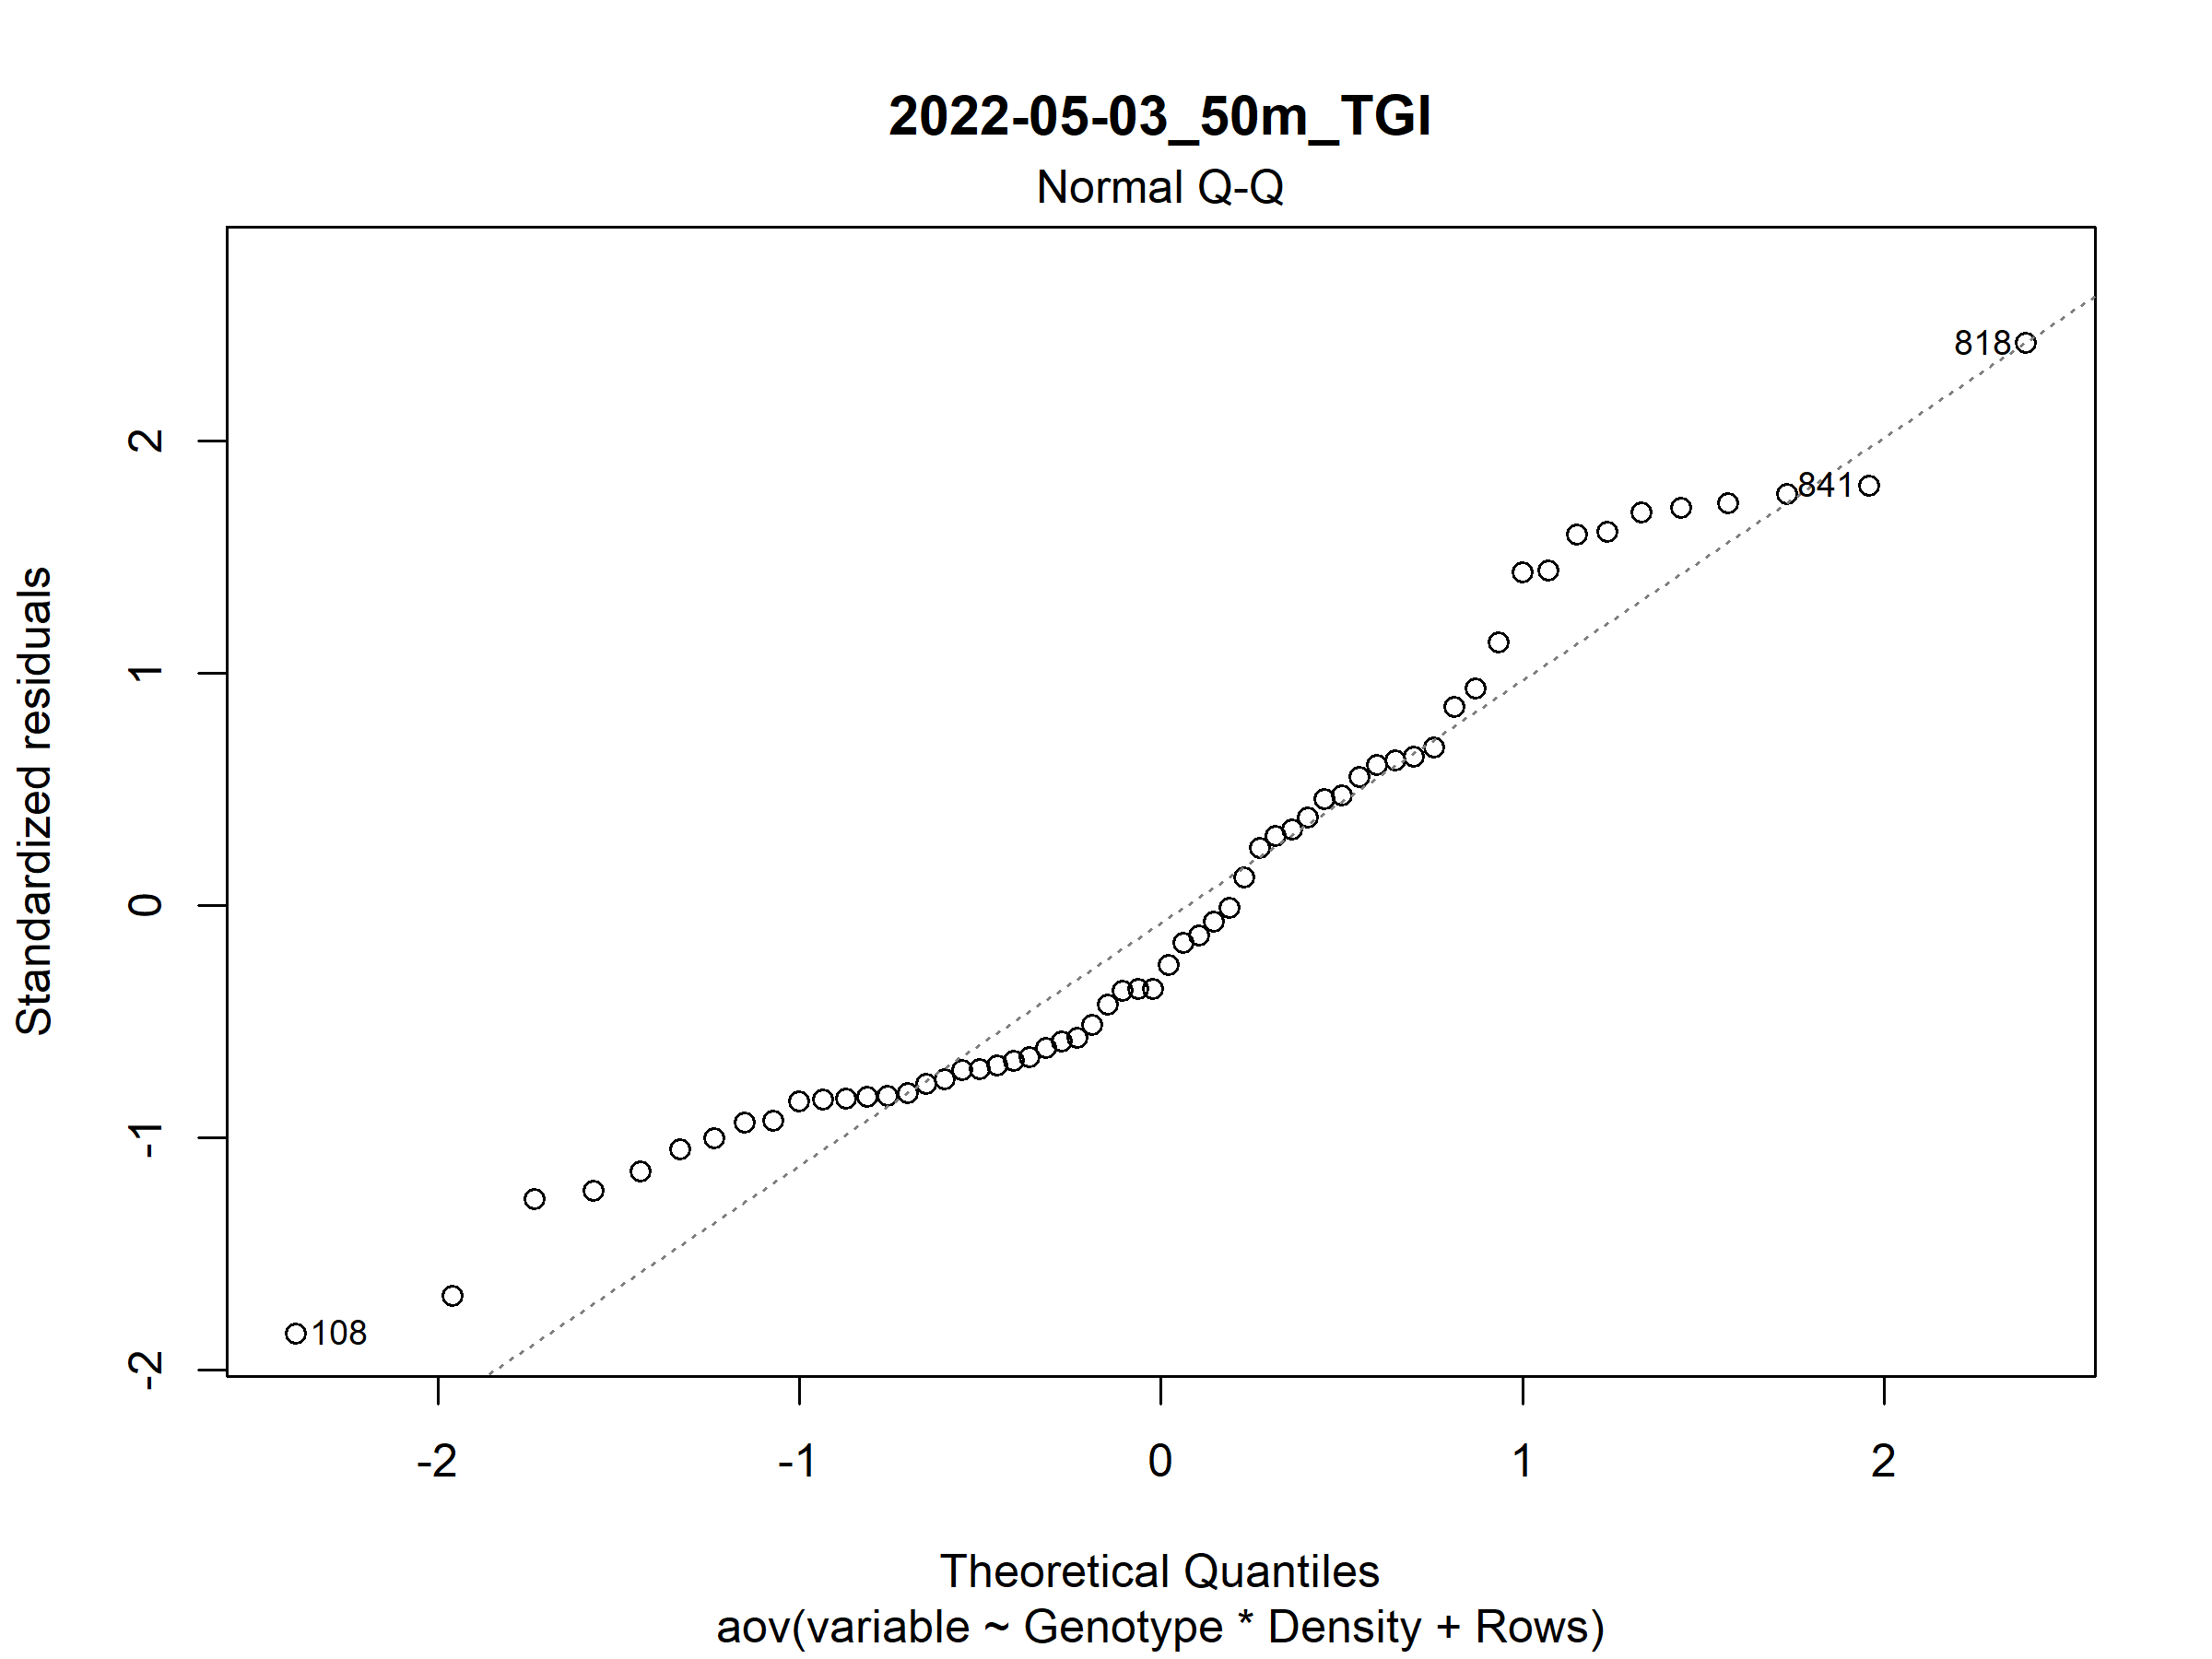 2022-05-03_50m_TGI
Normal Q-Q
Standardized residuals
2
1
0
-1
-2
818
841
108
-2 -1 0 1 2
Theoretical Quantiles
aov(variable ~ Genotype * Density + Rows)